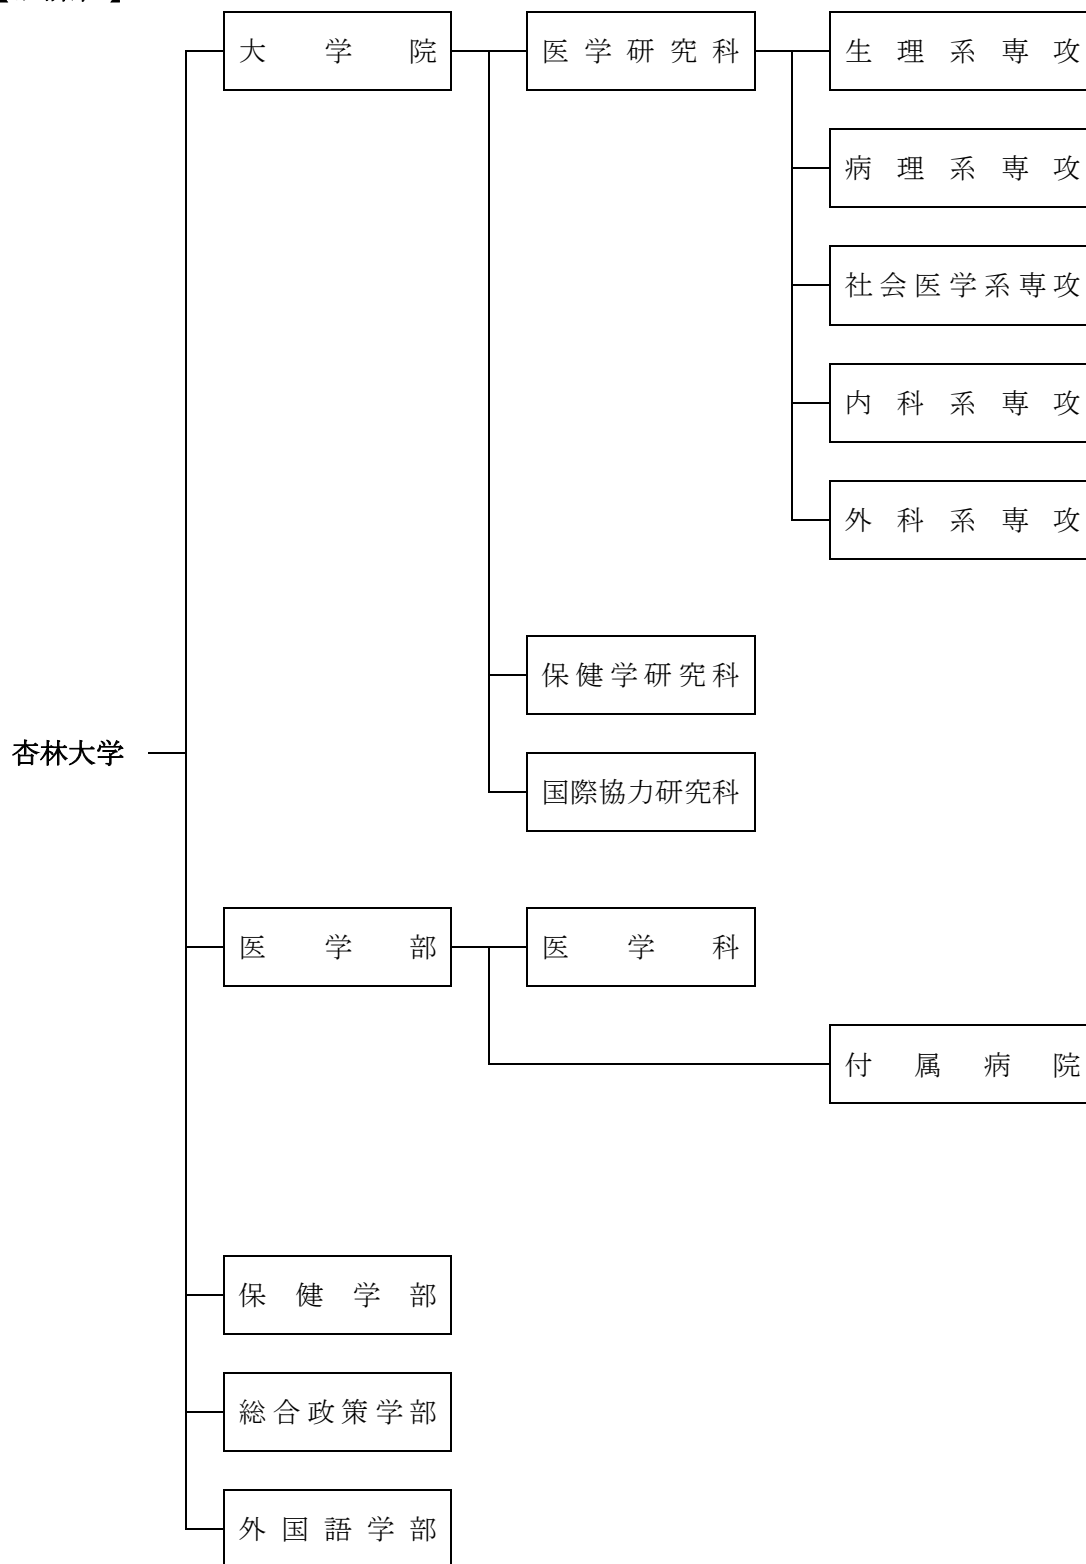 大学院
医学研究科
生理系専攻
病理系専攻
社会医学系専攻
内科系専攻
外科系専攻
保健学研究科
杏林大学
国際協力研究科
医学部
医学科
付属病院
保健学部
総合政策学部
外国語学部